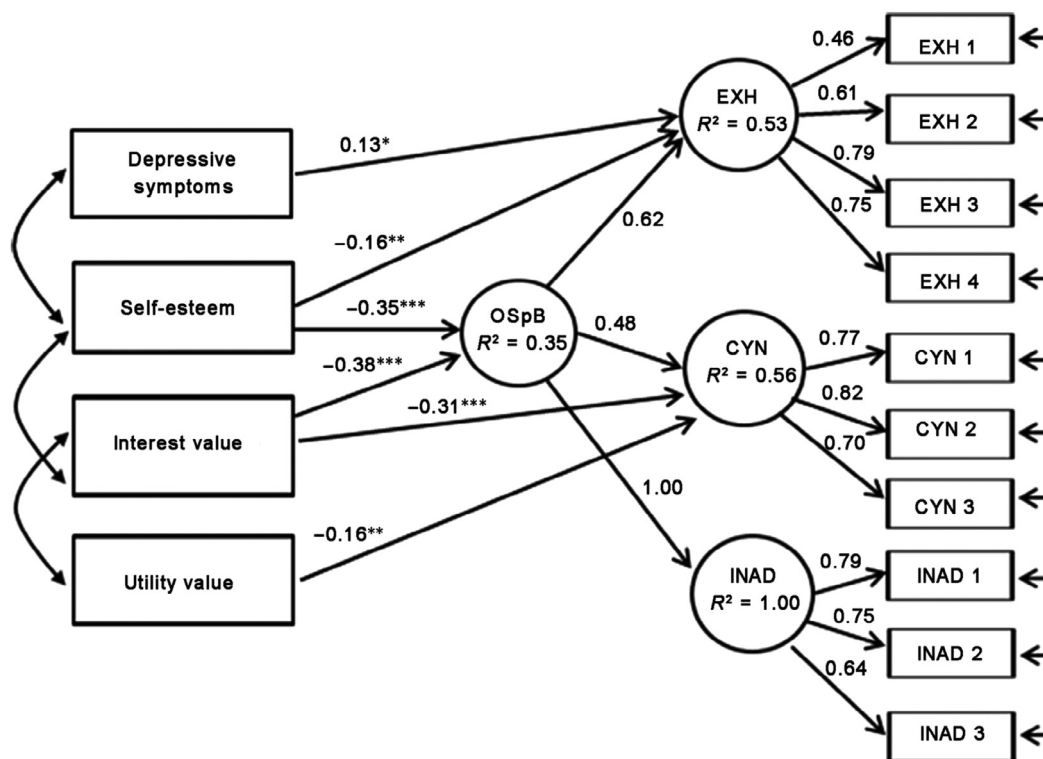 0.46
EXH 1
EXH
R² = 0.53
0.61
EXH 2
0.13*
Depressive
symptoms
0.79
EXH 3
0.75
0.62
−0.16**
EXH 4
Self-esteem
−0.35***
OSpB
R² = 0.35
0.48
0.77
CYN 1
CYN
R² = 0.56
−0.38***
0.82
−0.31***
CYN 2
Interest value
0.70
1.00
CYN 3
−0.16**
Utility value
INAD
R² = 1.00
0.79
INAD 1
0.75
INAD 2
0.64
INAD 3